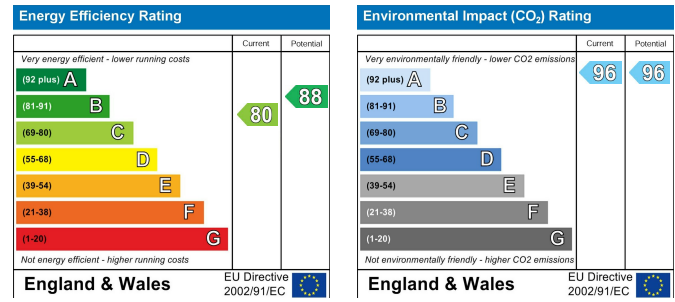 Energy Efficiency Rating
Current Potential
Very energy efficient - lower running costs
(92 plus) A
(81-91) B
(69-80) C
(55-68) D
(39-54) E
(21-38) F
(1-20) G
80
88
Not energy efficient - higher running costs
England & Wales
EU Directive
2002/91/EC
Environmental Impact (CO2) Rating
Current Potential
Very environmentally friendly - lower CO2 emissions
(92 plus) A
(81-91) B
(69-80) C
(55-68) D
(39-54) E
(21-38) F
(1-20) G
96
96
Not environmentally friendly - higher CO2 emissions
England & Wales
EU Directive
2002/91/EC